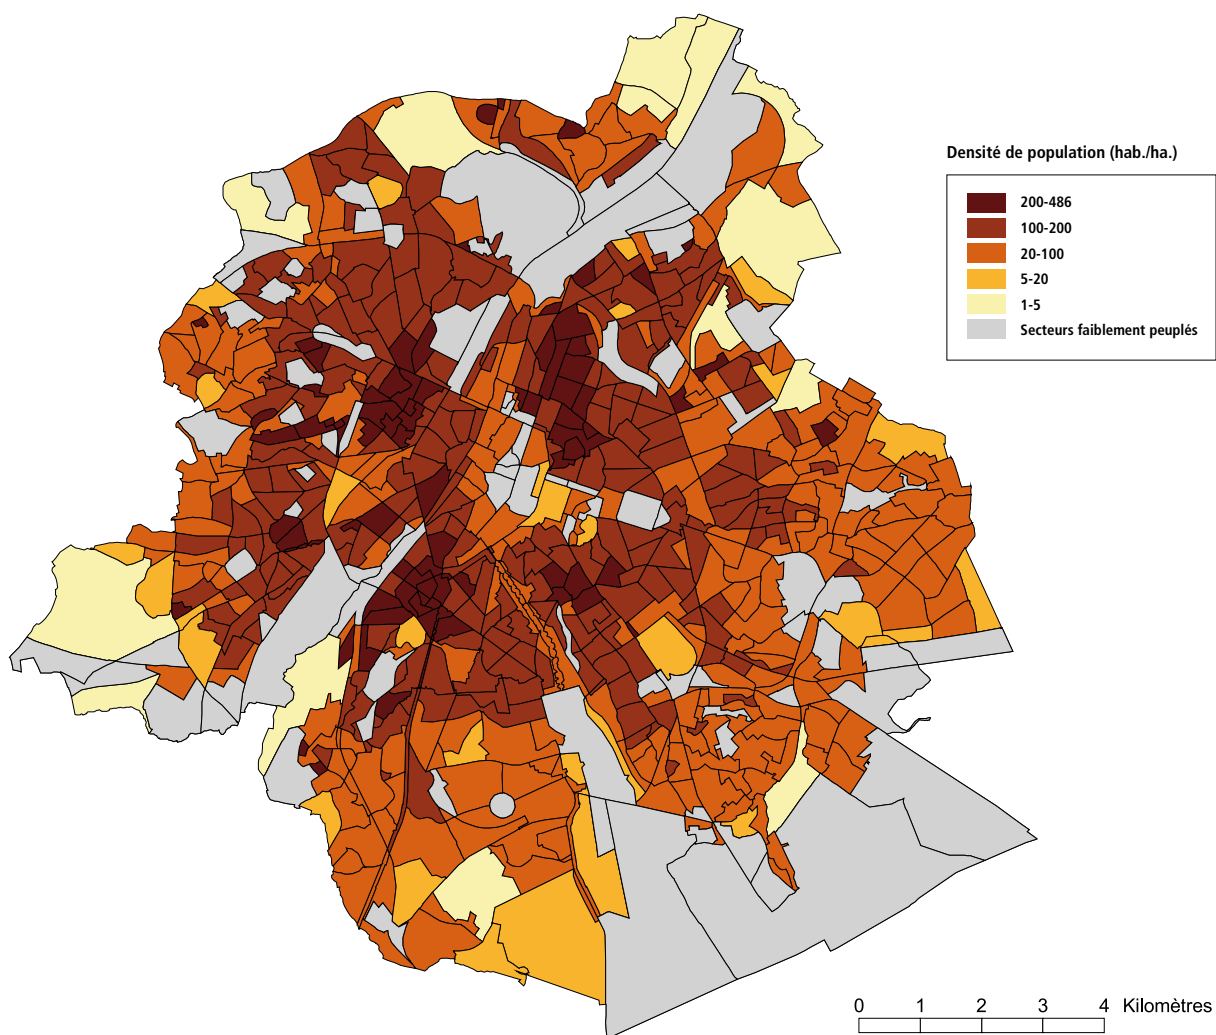 Densité de population (hab./ha.)
200-486
100-200
20-100
5-20
1-5
Secteurs faiblement peuplés
0 1 2 3 4 Kilomètres